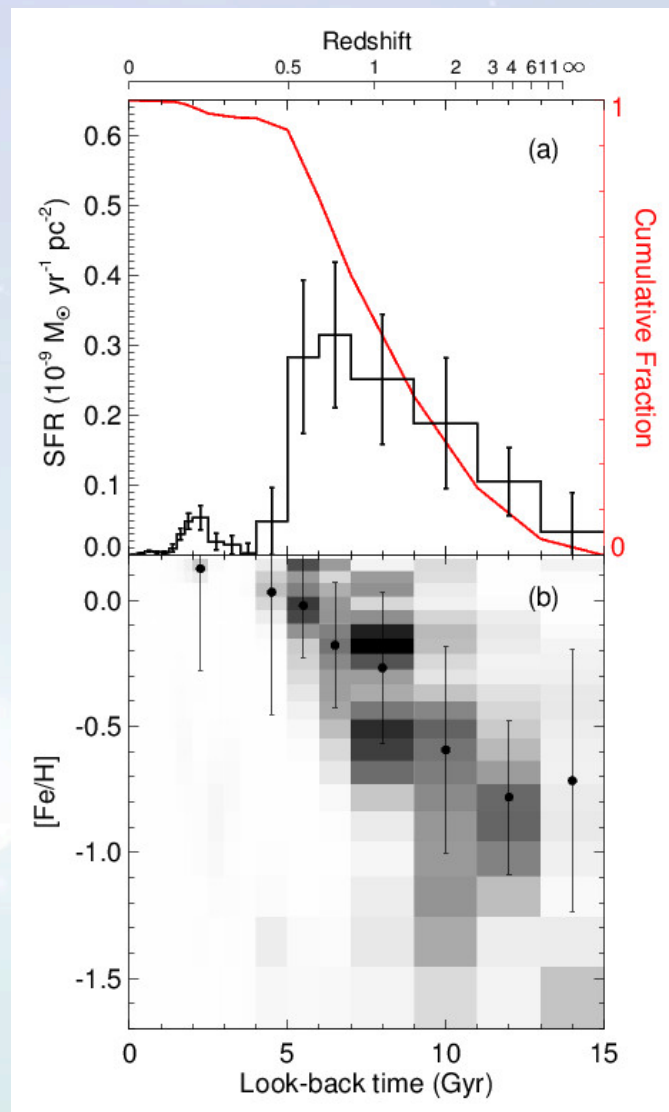 Redshift
0 0.5 1 2 3 4 6 11 ∞
(a)
0.6
0.5
0.4
0.3
0.2
0.1
0.0
SFR (10⁻⁹ M⊙ yr⁻¹ pc⁻²)
1
0
Cumulative Fraction
(b)
0.0
-0.5
-1.0
-1.5
[Fe/H]
0 5 10 15
Look-back time (Gyr)